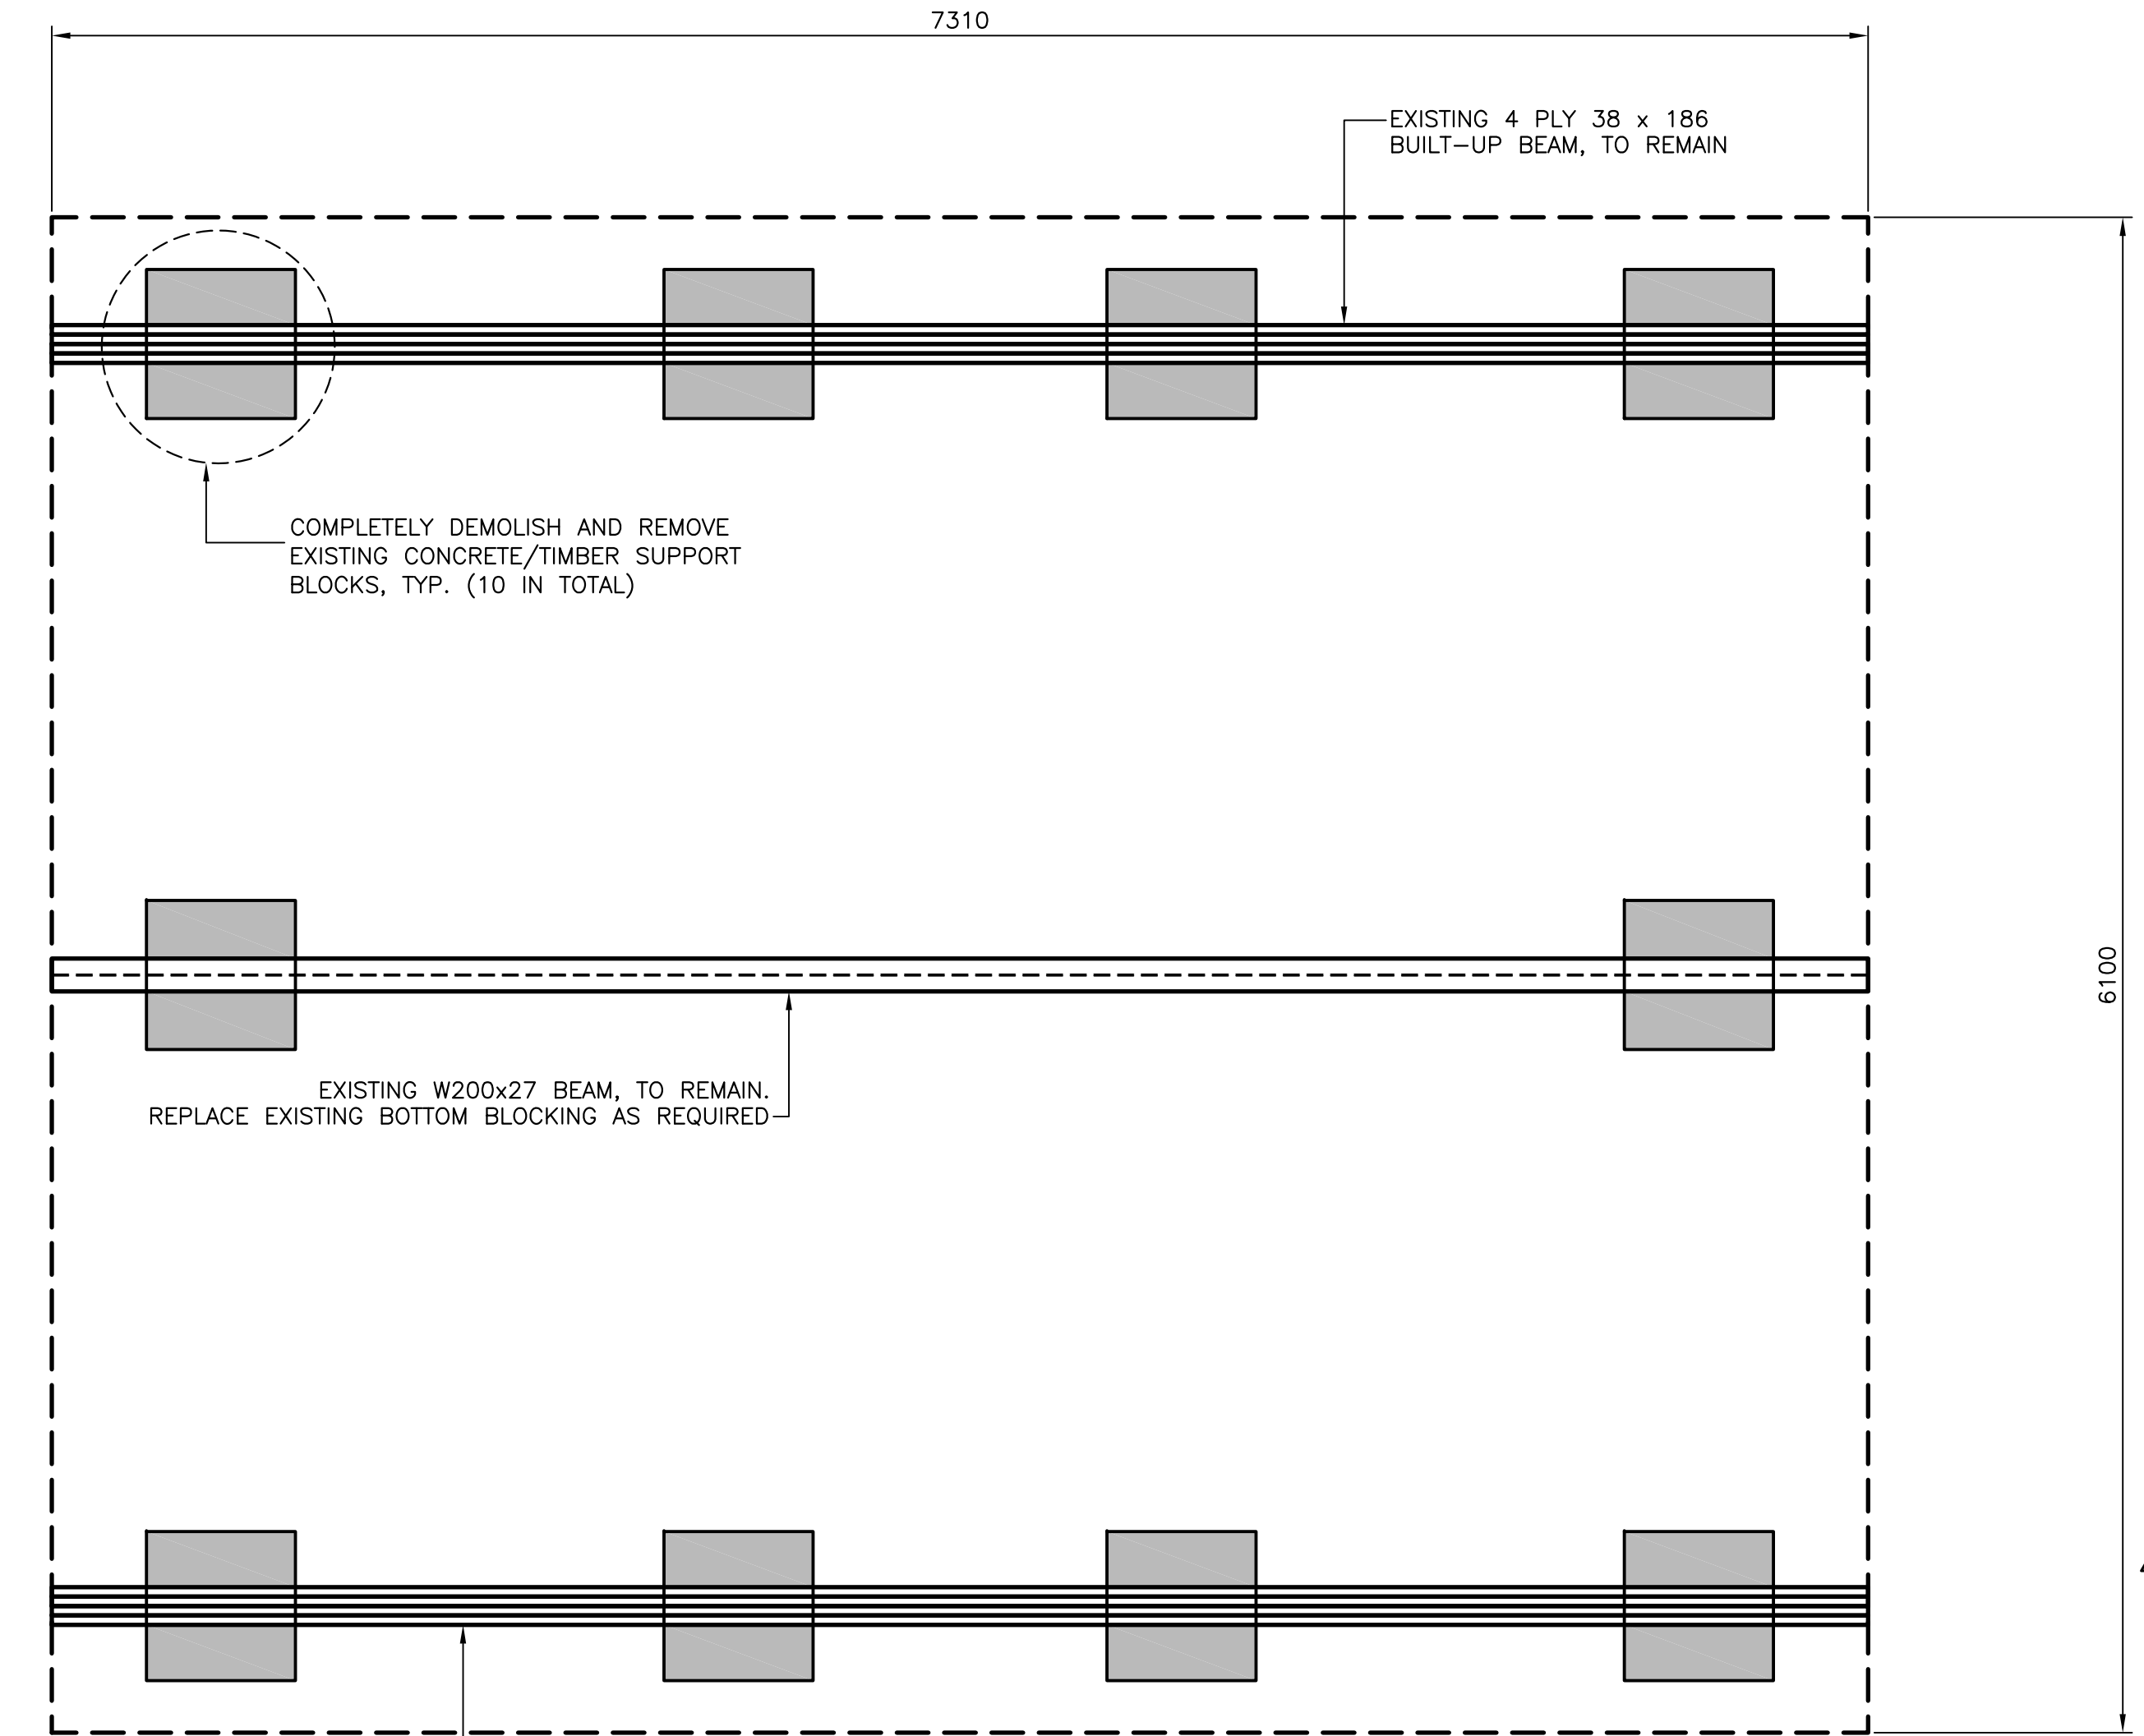 7310
EXISTING 4 PLY 38 x 186
BUILT-UP BEAM, TO REMAIN
COMPLETELY DEMOLISH AND REMOVE
EXISTING CONCRETE/TIMBER SUPPORT
BLOCKS, TYP. (10 IN TOTAL)
6100
EXISTING W200x27 BEAM, TO REMAIN.
REPLACE EXISTING BOTTOM BLOCKING AS REQUIRED